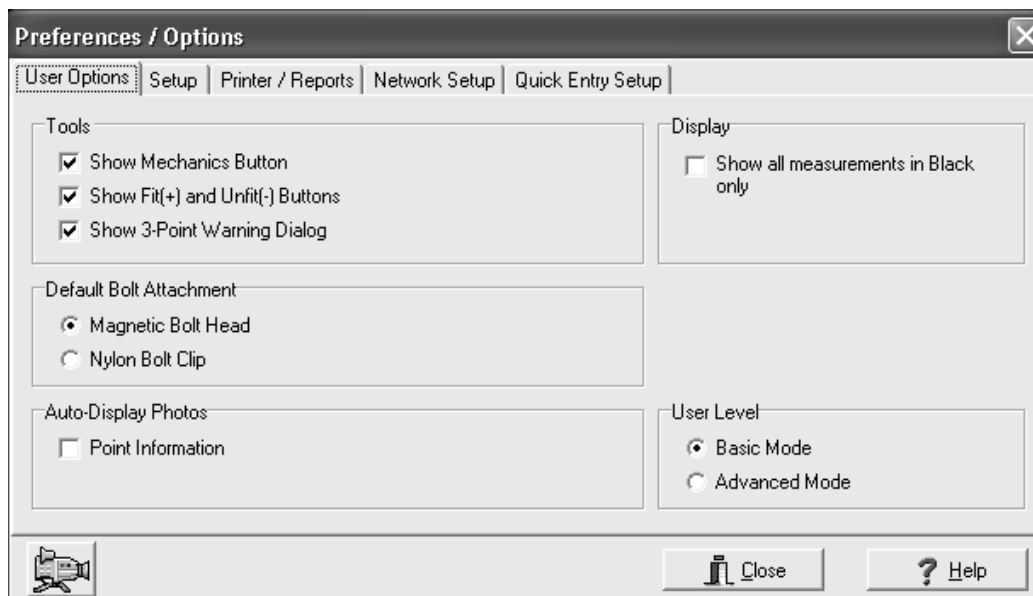 Preferences / Options
User Options
Setup
Printer / Reports
Network Setup
Quick Entry Setup
Tools
Show Mechanics Button
Show Fit(+) and Unfit(-) Buttons
Show 3-Point Warning Dialog
Display
Show all measurements in Black
only
Default Bolt Attachment
Magnetic Bolt Head
Nylon Bolt Clip
Auto-Display Photos
Point Information
User Level
Basic Mode
Advanced Mode
Close
? Help